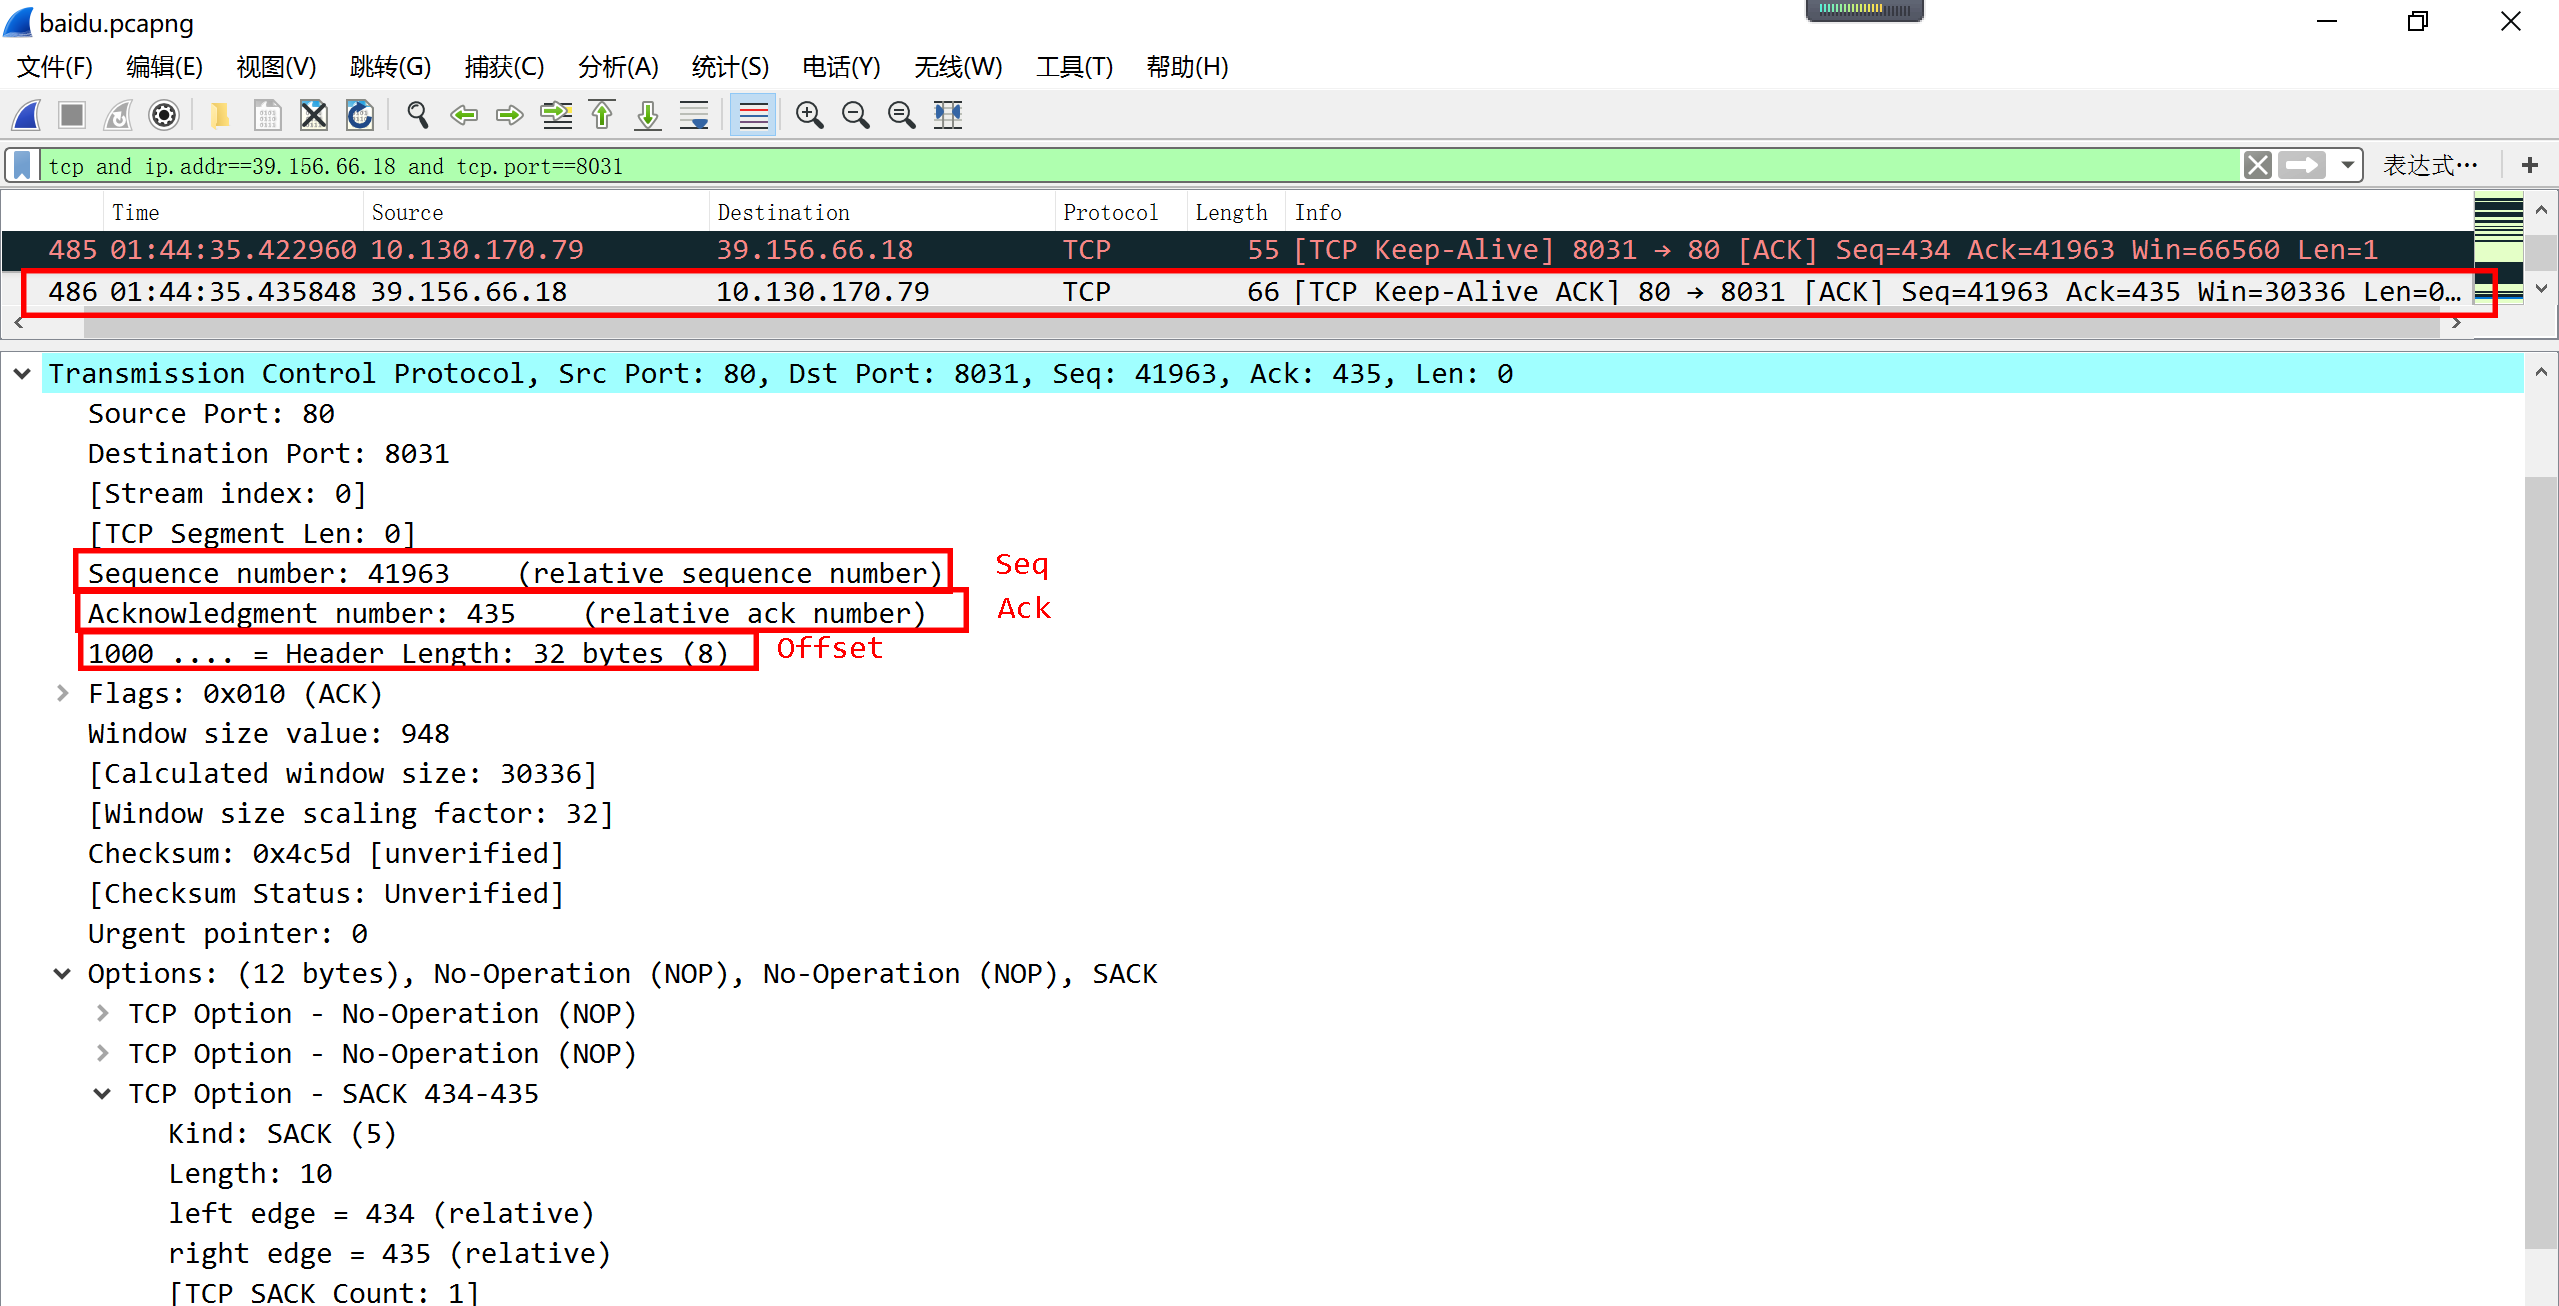 baidu.pcapng
文件(F) 编辑(E) 视图(V) 跳转(G) 捕获(C) 分析(A) 统计(S) 电话(Y) 无线(W) 工具(T) 帮助(H)
tcp and ip.addr==39.156.66.18 and tcp.port==8031 表达式… +
Time Source Destination Protocol Length Info
485 01:44:35.422960 10.130.170.79 39.156.66.18 TCP 55 [TCP Keep-Alive] 8031 → 80 [ACK] Seq=434 Ack=41963 Win=66560 Len=1
486 01:44:35.435848 39.156.66.18 10.130.170.79 TCP 66 [TCP Keep-Alive ACK] 80 → 8031 [ACK] Seq=41963 Ack=435 Win=30336 Len=0…
Transmission Control Protocol, Src Port: 80, Dst Port: 8031, Seq: 41963, Ack: 435, Len: 0
Source Port: 80
Destination Port: 8031
[Stream index: 0]
[TCP Segment Len: 0]
Sequence number: 41963 (relative sequence number) Seq
Acknowledgment number: 435 (relative ack number) Ack
1000 .... = Header Length: 32 bytes (8) Offset
Flags: 0x010 (ACK)
Window size value: 948
[Calculated window size: 30336]
[Window size scaling factor: 32]
Checksum: 0x4c5d [unverified]
[Checksum Status: Unverified]
Urgent pointer: 0
Options: (12 bytes), No-Operation (NOP), No-Operation (NOP), SACK
TCP Option - No-Operation (NOP)
TCP Option - No-Operation (NOP)
TCP Option - SACK 434-435
Kind: SACK (5)
Length: 10
left edge = 434 (relative)
right edge = 435 (relative)
[TCP SACK Count: 1]